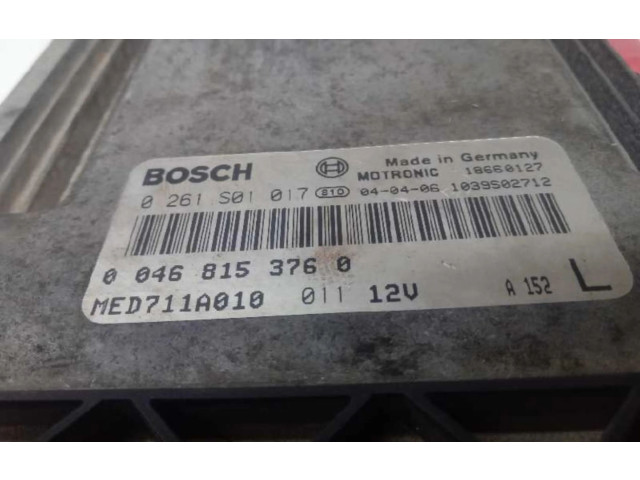 BOSCH Made in Germany
MOTRONIC 18660127
0 261 S01 017 810 04-04-06 1039S02712
0 046 815 376 0
MED711A010 011 12V A 152 L